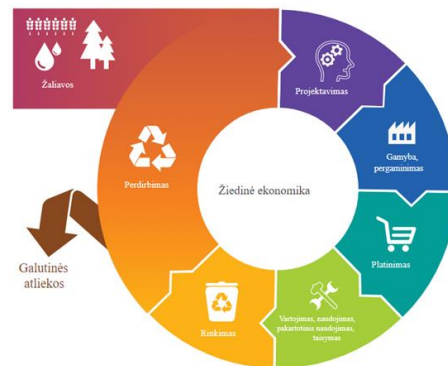 Žaliavos
Projektavimas
Gamyba,
pergaminimas
Platinimas
Vartojimas, naudojimas,
pakartotinis naudojimas,
taisymas
Rinkimas
Perdirbimas
Galutinės
atliekos
Žiedinė ekonomika